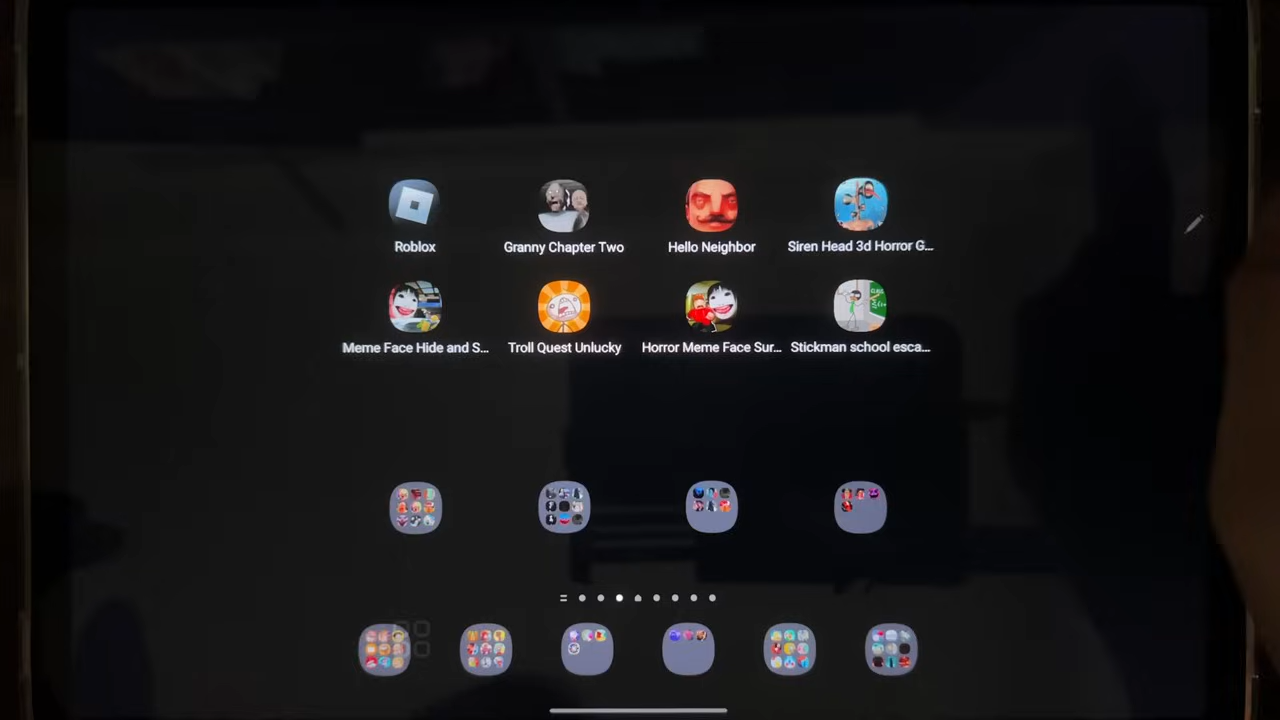 Roblox
Granny Chapter Two
Hello Neighbor
Siren Head 3d Horror G...
Meme Face Hide and S...
Troll Quest Unlucky
Horror Meme Face Sur...
Stickman school esca...